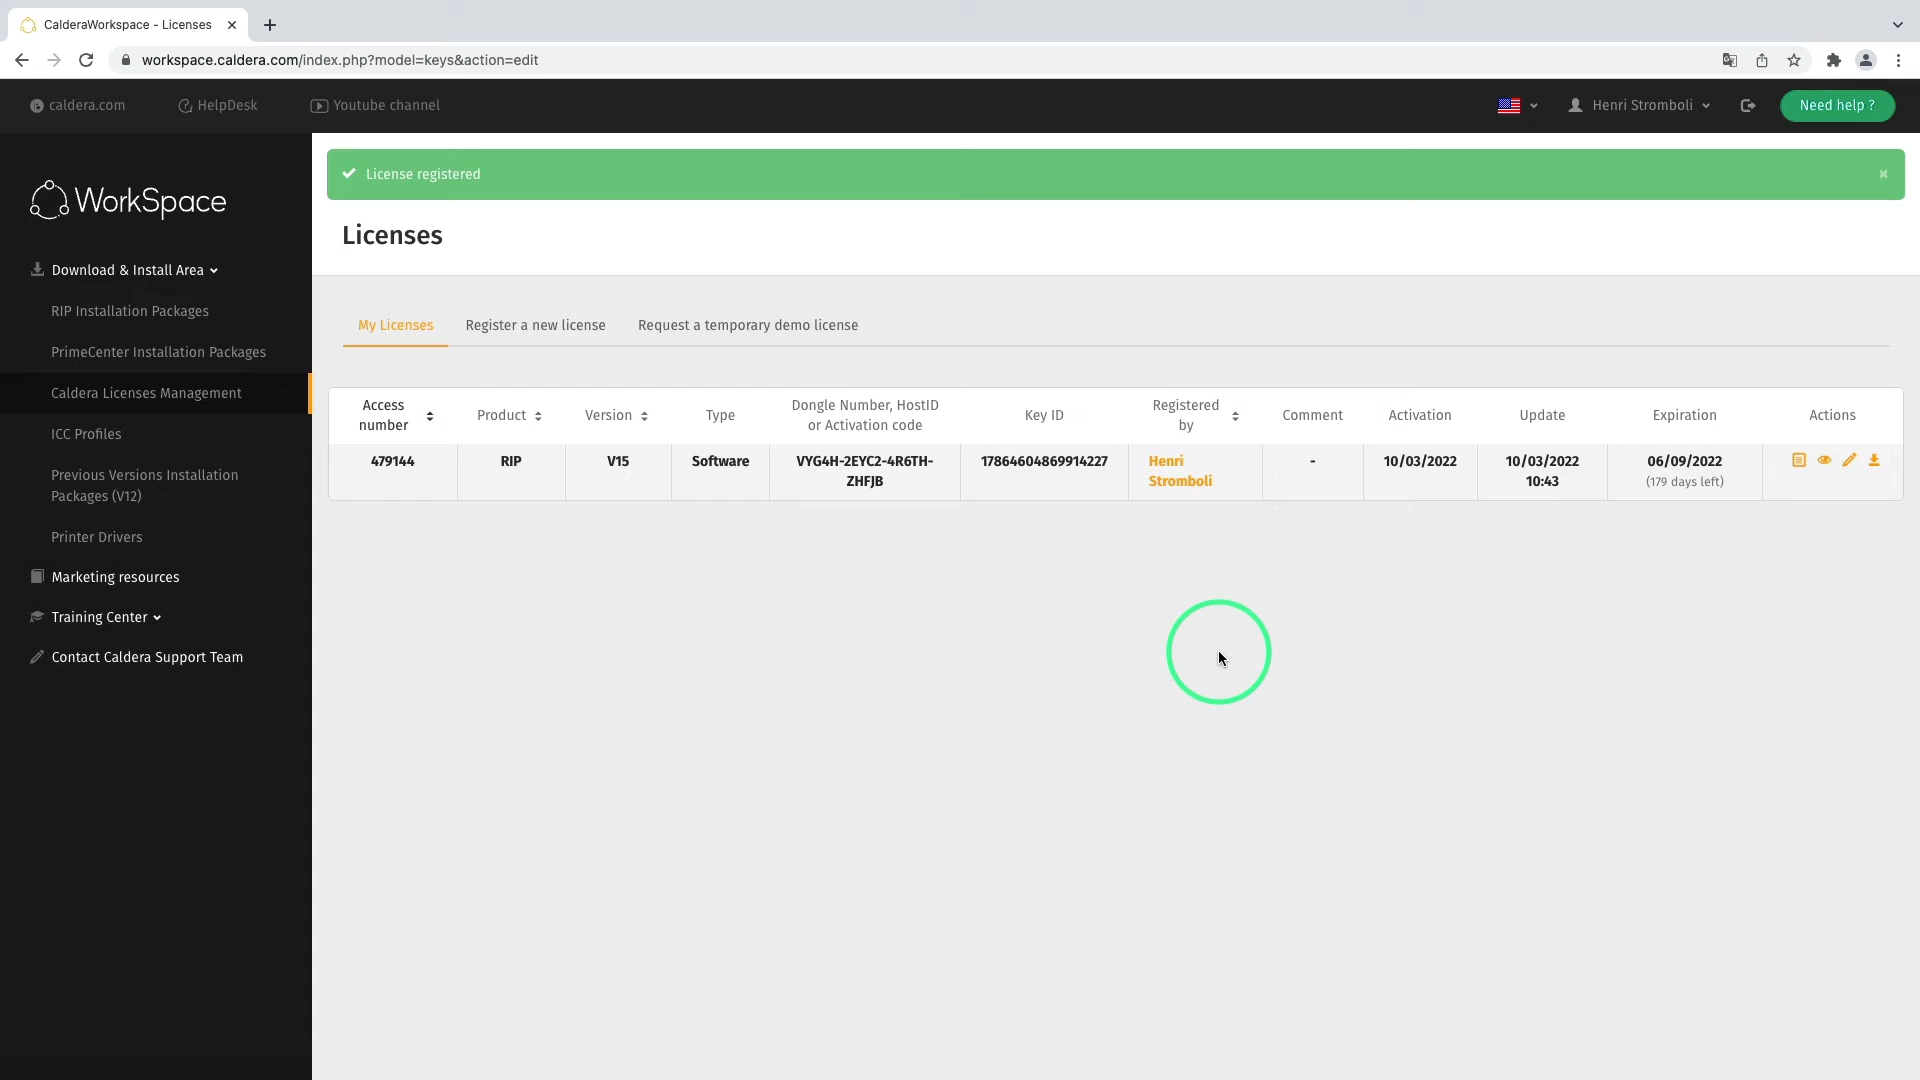 CalderaWorkspace - Licenses
workspace.caldera.com/index.php?model=keys&action=edit
caldera.com
HelpDesk
Youtube channel
Henri Stromboli
Need help ?
WorkSpace
Download & Install Area
RIP Installation Packages
PrimeCenter Installation Packages
Caldera Licenses Management
ICC Profiles
Previous Versions Installation
Packages (V12)
Printer Drivers
Marketing resources
Training Center
Contact Caldera Support Team
License registered
Licenses
My Licenses
Register a new license
Request a temporary demo license
Access
number
Product
Version
Type
Dongle Number, HostID
or Activation code
Key ID
Registered
by
Comment
Activation
Update
Expiration
Actions
479144
RIP
V15
Software
VYG4H-2EYC2-4R6TH-
ZHFJB
17864604869914227
Henri
Stromboli
-
10/03/2022
10/03/2022
10:43
06/09/2022
(179 days left)